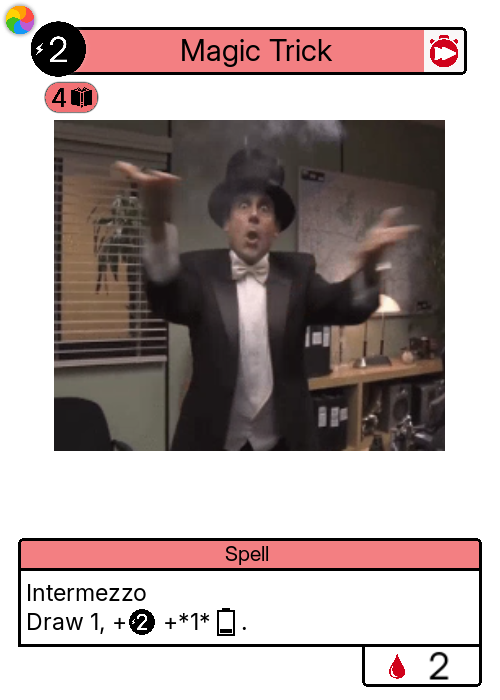 2
Magic Trick
4
Spell
Intermezzo
Draw 1, +2 +*1* .
2